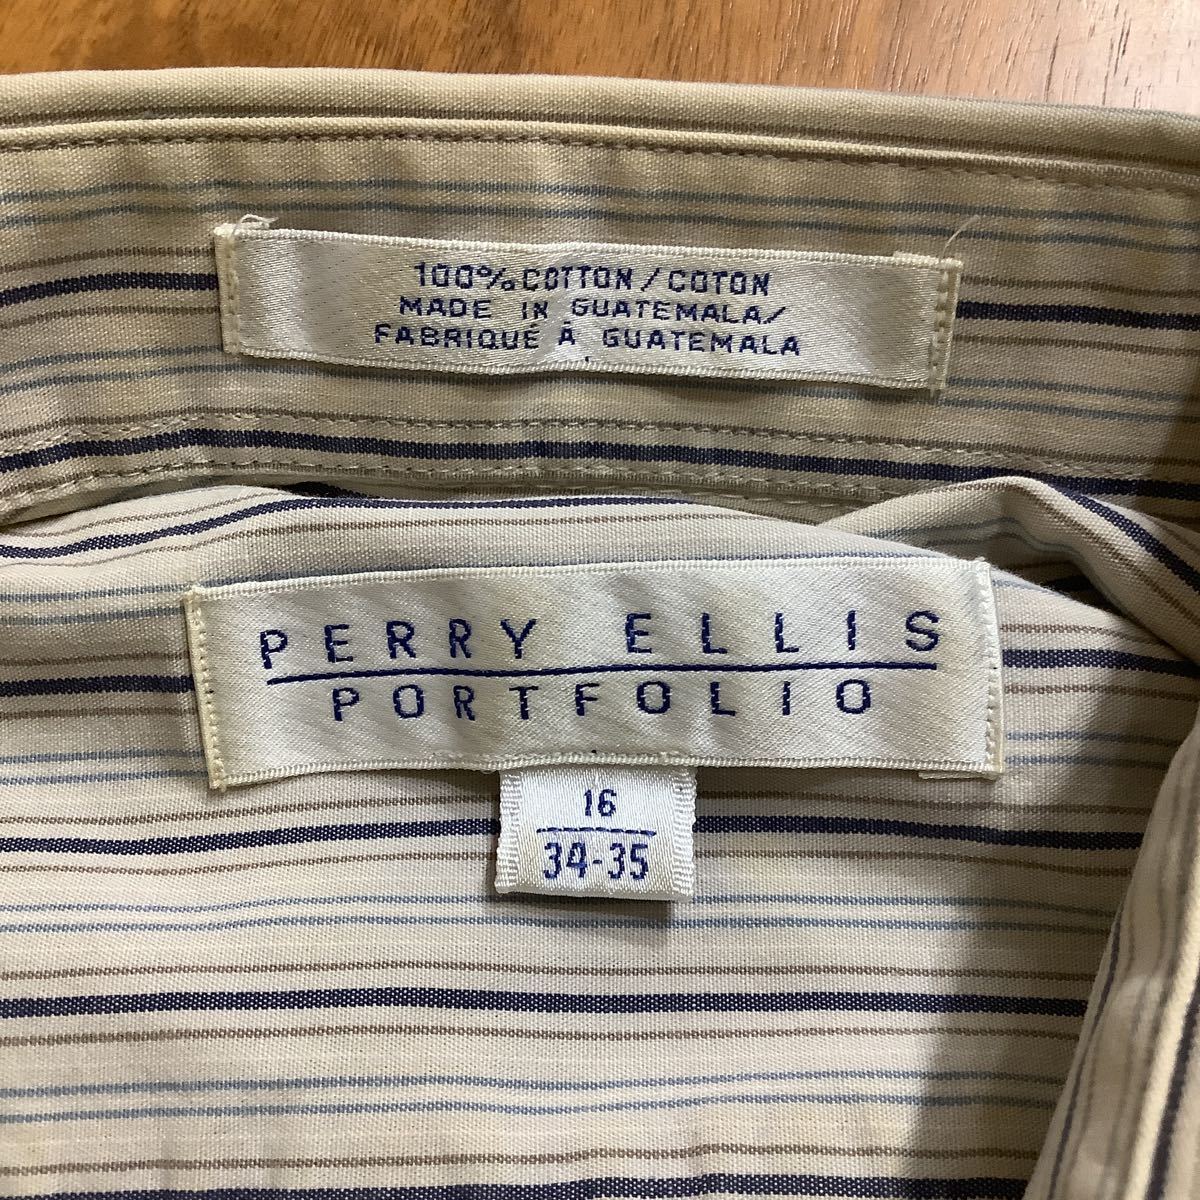 100% COTTON / COTON
MADE IN GUATEMALA/
FABRIQUÉ À GUATEMALA
PERRY ELLIS
PORTFOLIO
16
34-35